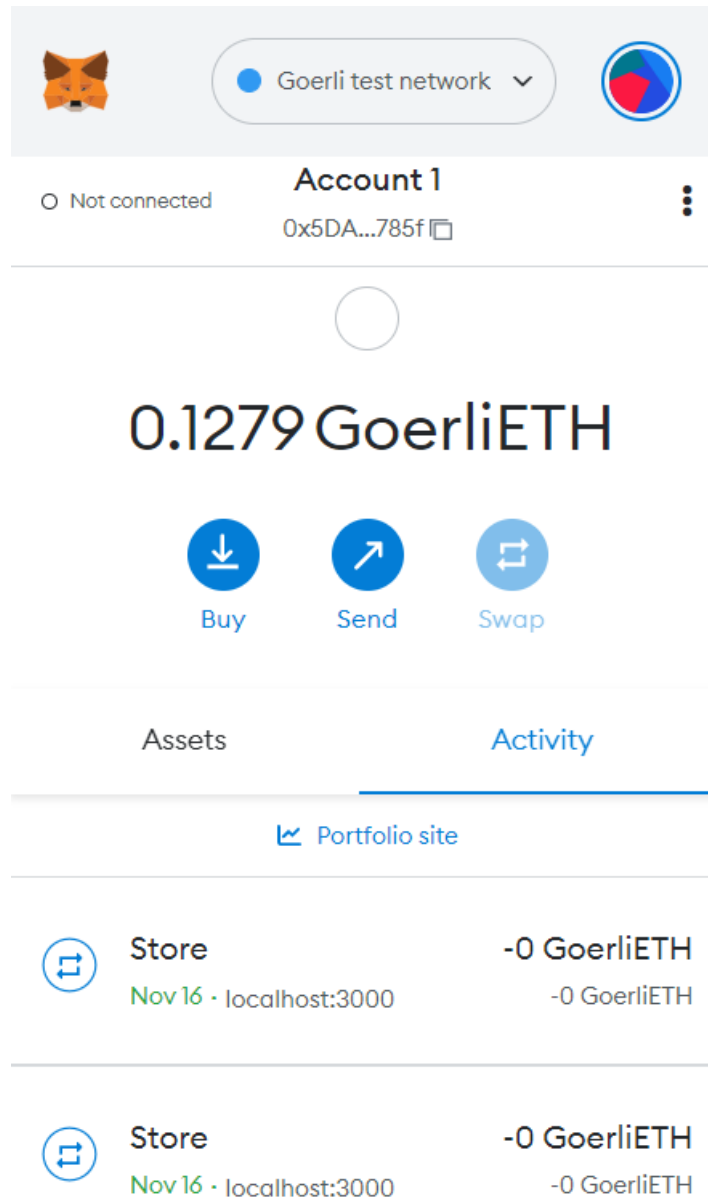 Goerli test network
Not connected
Account 1
0x5DA...785f
0.1279 GoerliETH
Buy
Send
Swap
Assets
Activity
Portfolio site
Store
-0 GoerliETH
Nov 16 · localhost:3000
-0 GoerliETH
Store
-0 GoerliETH
Nov 16 · localhost:3000
-0 GoerliETH